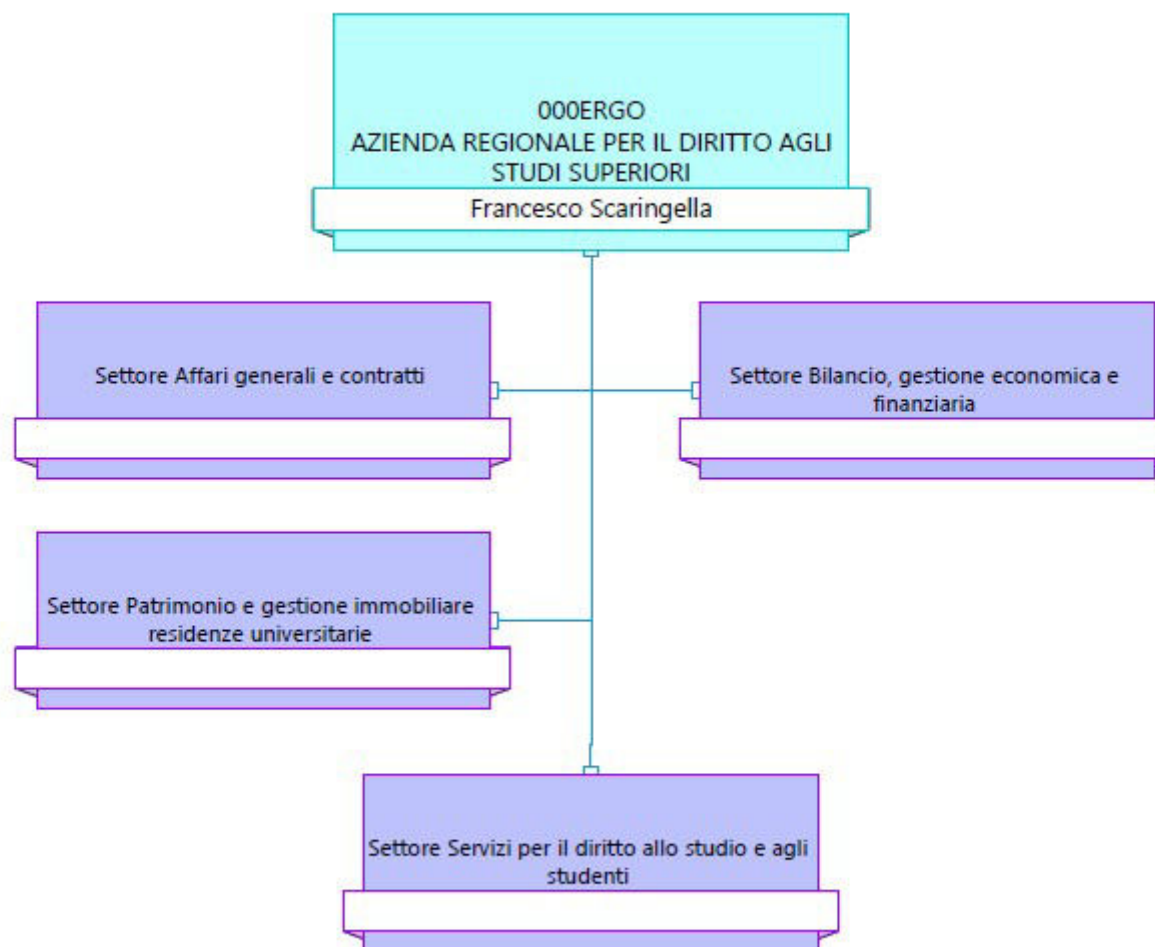 000ERGO
AZIENDA REGIONALE PER IL DIRITTO AGLI
STUDI SUPERIORI
Francesco Scaringella
Settore Affari generali e contratti
Settore Bilancio, gestione economica e
finanziaria
Settore Patrimonio e gestione immobiliare
residenze universitarie
Settore Servizi per il diritto allo studio e agli
studenti